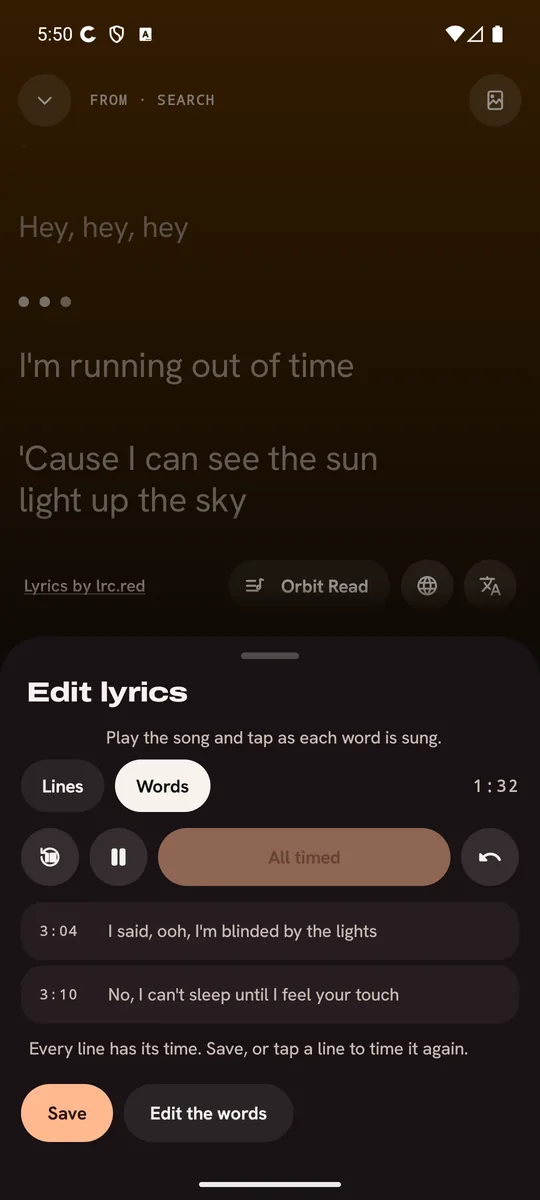 5:50
FROM · SEARCH
Hey, hey, hey
I'm running out of time
'Cause I can see the sun
light up the sky
Lyrics by lrc.red
Orbit Read
Edit lyrics
Play the song and tap as each word is sung.
Lines
Words
1:32
All timed
3:04 I said, ooh, I'm blinded by the lights
3:10 No, I can't sleep until I feel your touch
Every line has its time. Save, or tap a line to time it again.
Save
Edit the words